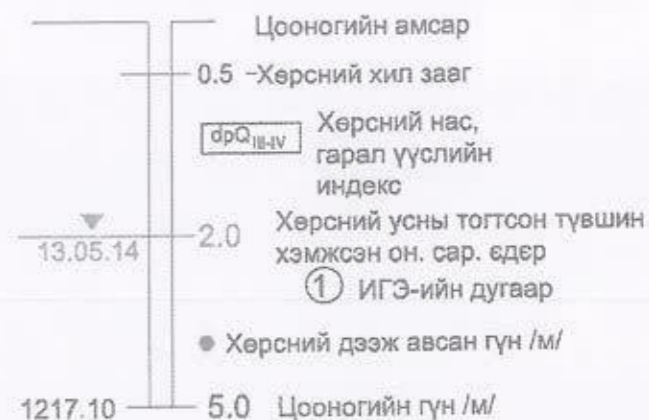 Цооногийн амсар
0.5 -Хөрсний хил зааг
dpQIII-IV Хөрсний нас,
гарал үүслийн
индекс
13.05.14 2.0 Хөрсний усны тогтсон түвшин
хэмжсэн он. сар. єдєр
1 ИГЭ-ийн дугаар
Хөрсний дээж авсан гүн /м/
1217.10 5.0 Цооногийн гүн /м/